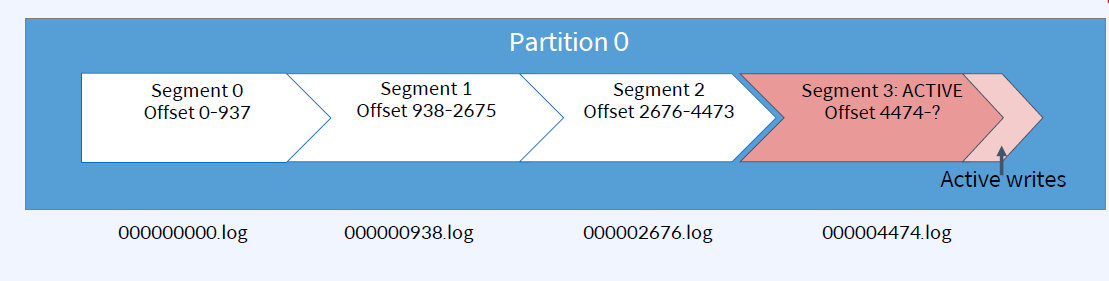 Partition 0
Segment 0
Offset 0-937
Segment 1
Offset 938-2675
Segment 2
Offset 2676-4473
Segment 3: ACTIVE
Offset 4474-?
Active writes
000000000.log
000000938.log
000002676.log
000004474.log